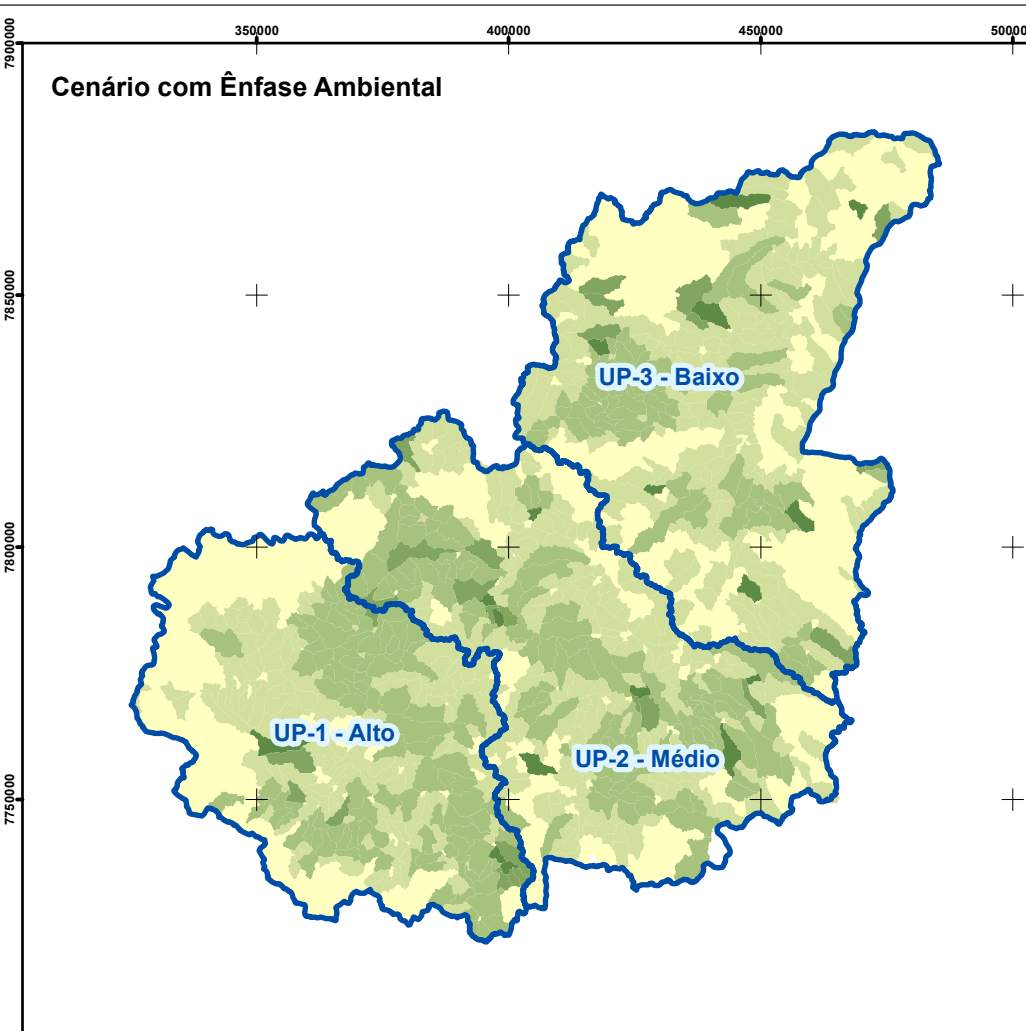 350000 400000 450000 50000
7900000
Cenário com Ênfase Ambiental
7850000
UP-3 - Baixo
7800000
UP-1 - Alto
UP-2 - Médio
7750000